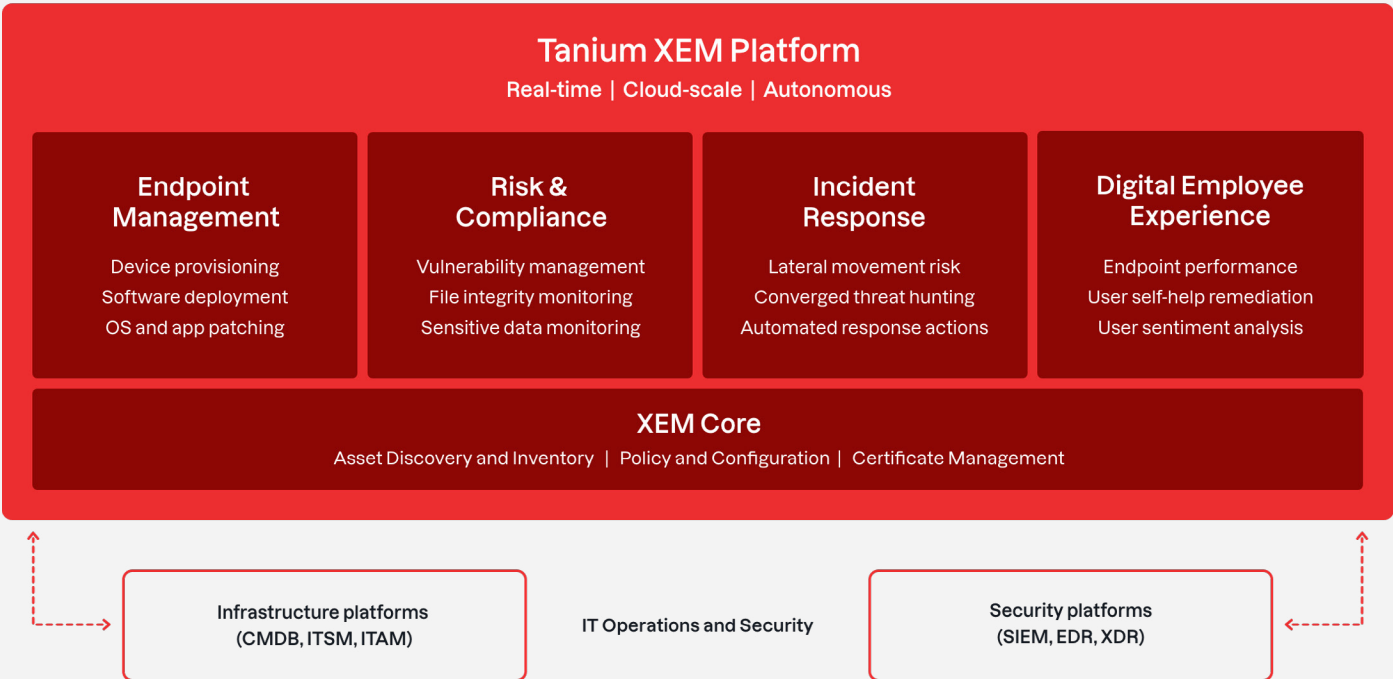 Tanium XEM Platform
Real-time | Cloud-scale | Autonomous
Endpoint
Management
Device provisioning
Software deployment
OS and app patching
Risk &
Compliance
Vulnerability management
File integrity monitoring
Sensitive data monitoring
Incident
Response
Lateral movement risk
Converged threat hunting
Automated response actions
Digital Employee
Experience
Endpoint performance
User self-help remediation
User sentiment analysis
XEM Core
Asset Discovery and Inventory | Policy and Configuration | Certificate Management
Infrastructure platforms
(CMDB, ITSM, ITAM)
IT Operations and Security
Security platforms
(SIEM, EDR, XDR)